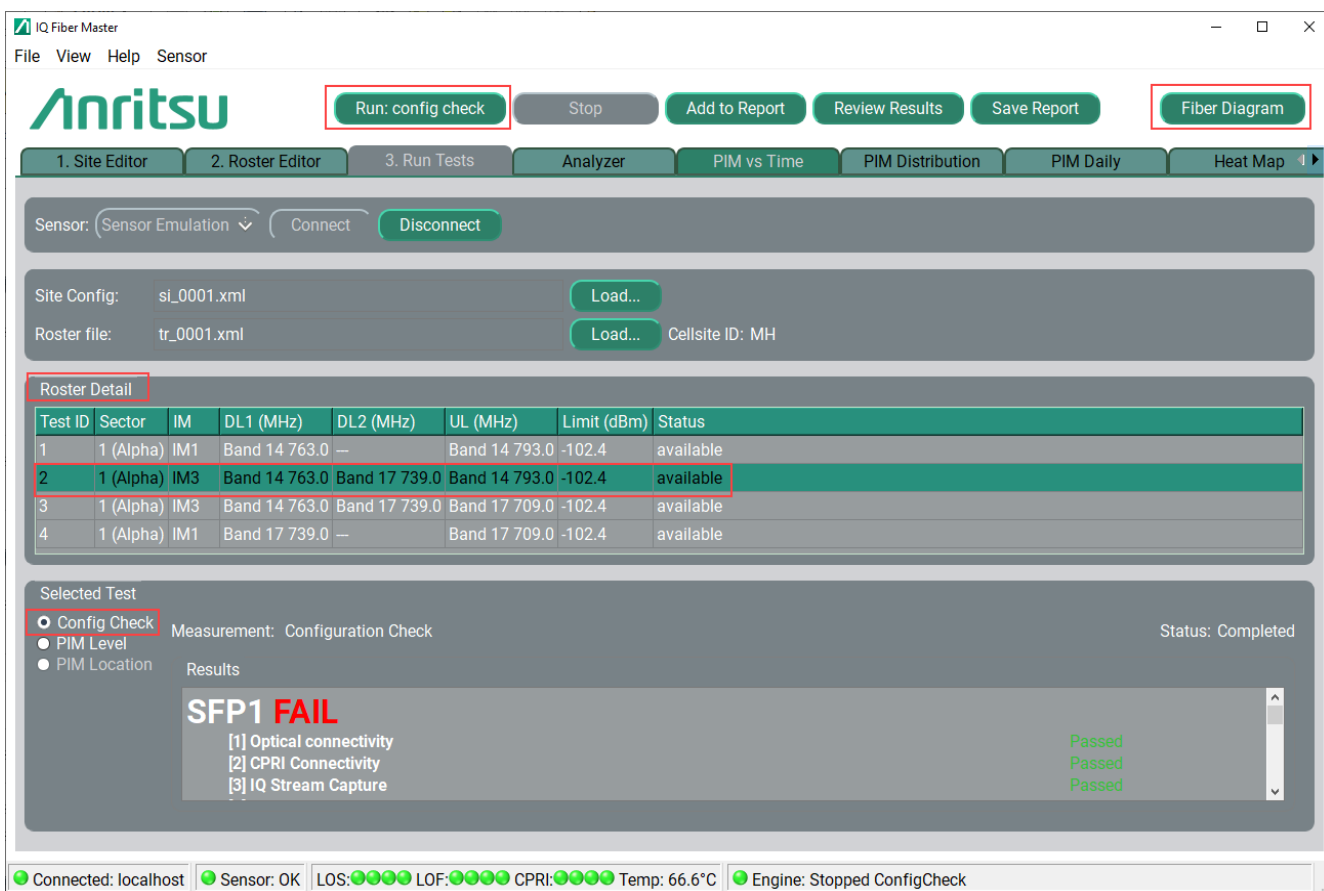 IQ Fiber Master
File View Help Sensor
Anritsu
Run: config check Stop Add to Report Review Results Save Report Fiber Diagram
1. Site Editor 2. Roster Editor 3. Run Tests Analyzer PIM vs Time PIM Distribution PIM Daily Heat Map
Sensor: Sensor Emulation Connect Disconnect
Site Config: si_0001.xml Load...
Roster file: tr_0001.xml Load... Cellsite ID: MH
Roster Detail
Test ID Sector IM DL1 (MHz) DL2 (MHz) UL (MHz) Limit (dBm) Status
1 1 (Alpha) IM1 Band 14 763.0 --- Band 14 793.0 -102.4 available
2 1 (Alpha) IM3 Band 14 763.0 Band 17 739.0 Band 14 793.0 -102.4 available
3 1 (Alpha) IM3 Band 14 763.0 Band 17 739.0 Band 17 709.0 -102.4 available
4 1 (Alpha) IM1 Band 17 739.0 --- Band 17 709.0 -102.4 available
Selected Test
Config Check
PIM Level
PIM Location
Measurement: Configuration Check Status: Completed
Results
SFP1 FAIL
[1] Optical connectivity Passed
[2] CPRI Connectivity Passed
[3] IQ Stream Capture Passed
Connected: localhost Sensor: OK LOS: LOF: CPRI: Temp: 66.6°C Engine: Stopped ConfigCheck